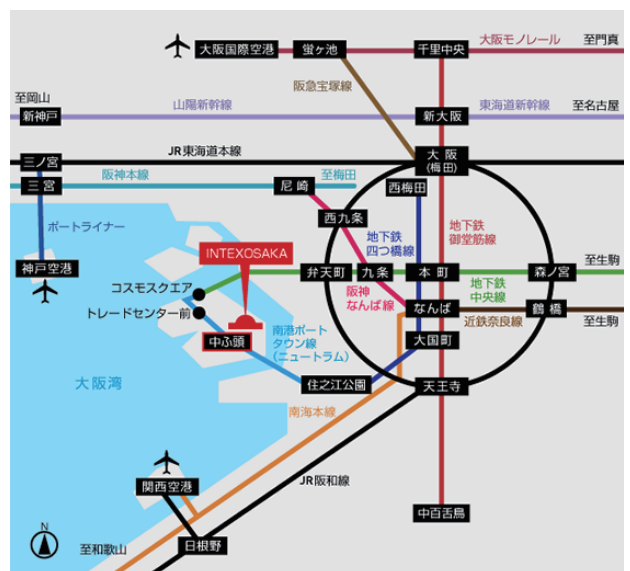 大阪モノレール
至門真
大阪国際空港
蛍ヶ池
千里中央
阪急宝塚線
至岡山
新神戸
山陽新幹線
新大阪
東海道新幹線
至名古屋
JR東海道本線
三ノ宮
大阪
(梅田)
三宮
阪神本線
尼崎
至梅田
西梅田
西九条
ポートライナー
地下鉄
四つ橋線
地下鉄
御堂筋線
INTEXOSAKA
神戸空港
弁天町
九条
本町
森ノ宮
至生駒
コスモスクエア
阪神
なんば線
地下鉄
中央線
トレードセンター前
なんば
鶴橋
近鉄奈良線
至生駒
中ふ頭
南港ポート
タウン線
(ニュートラム)
大国町
大阪湾
住之江公園
天王寺
南海本線
関西空港
JR阪和線
中百舌鳥
N
至和歌山
日根野